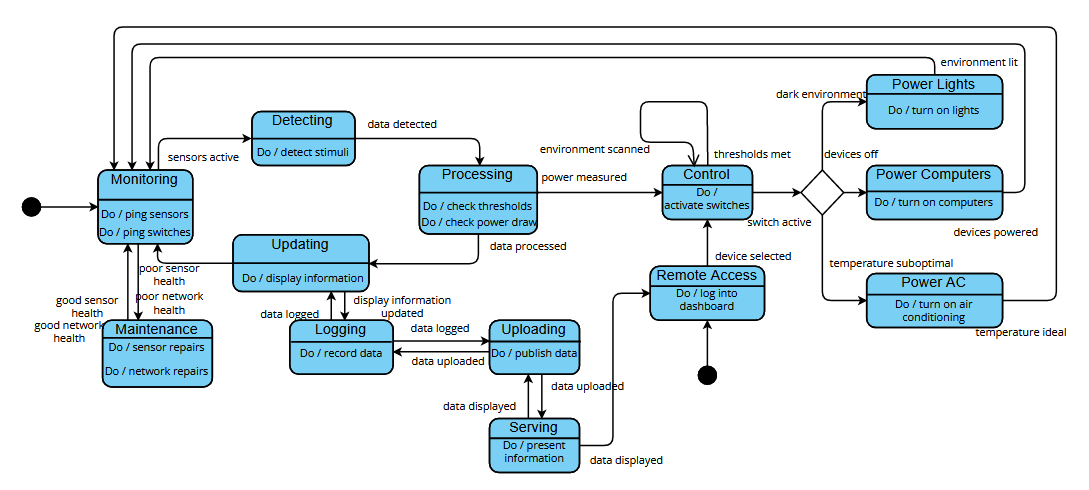 environment lit
Power Lights
dark environment
Do / turn on lights
Detecting
data detected
Do / detect stimuli
sensors active
environment scanned
thresholds met
devices off
Monitoring
Do / ping sensors
Do / ping switches
Processing
Do / check thresholds
Do / check power draw
power measured
Control
Do /
activate switches
switch active
Power Computers
Do / turn on computers
devices powered
data processed
Updating
Do / display information
poor sensor
health
poor network
health
good sensor
health
good network
health
Maintenance
Do / sensor repairs
Do / network repairs
device selected
Remote Access
Do / log into
dashboard
temperature suboptimal
Power AC
Do / turn on air
conditioning
temperature ideal
data logged
display information
updated
Logging
Do / record data
data logged
data uploaded
Uploading
Do / publish data
data uploaded
data displayed
Serving
Do / present
information
data displayed